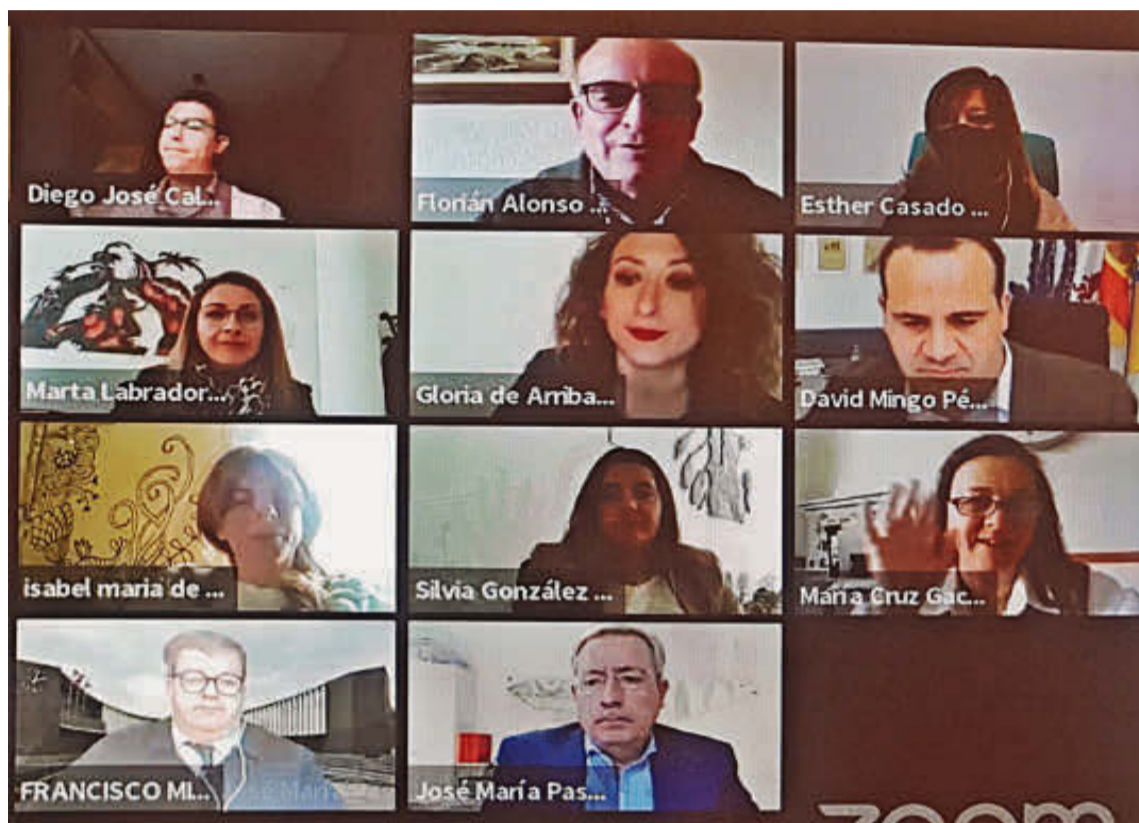 Diego José Cal...
Florián Alonso ...
Esther Casado ...
Marta Labrador...
Gloria de Arriba...
David Mingo Pé...
isabel maria de ...
Silvia González ...
María Cruz Gac...
FRANCISCO MI...
José María Pas...
zoom